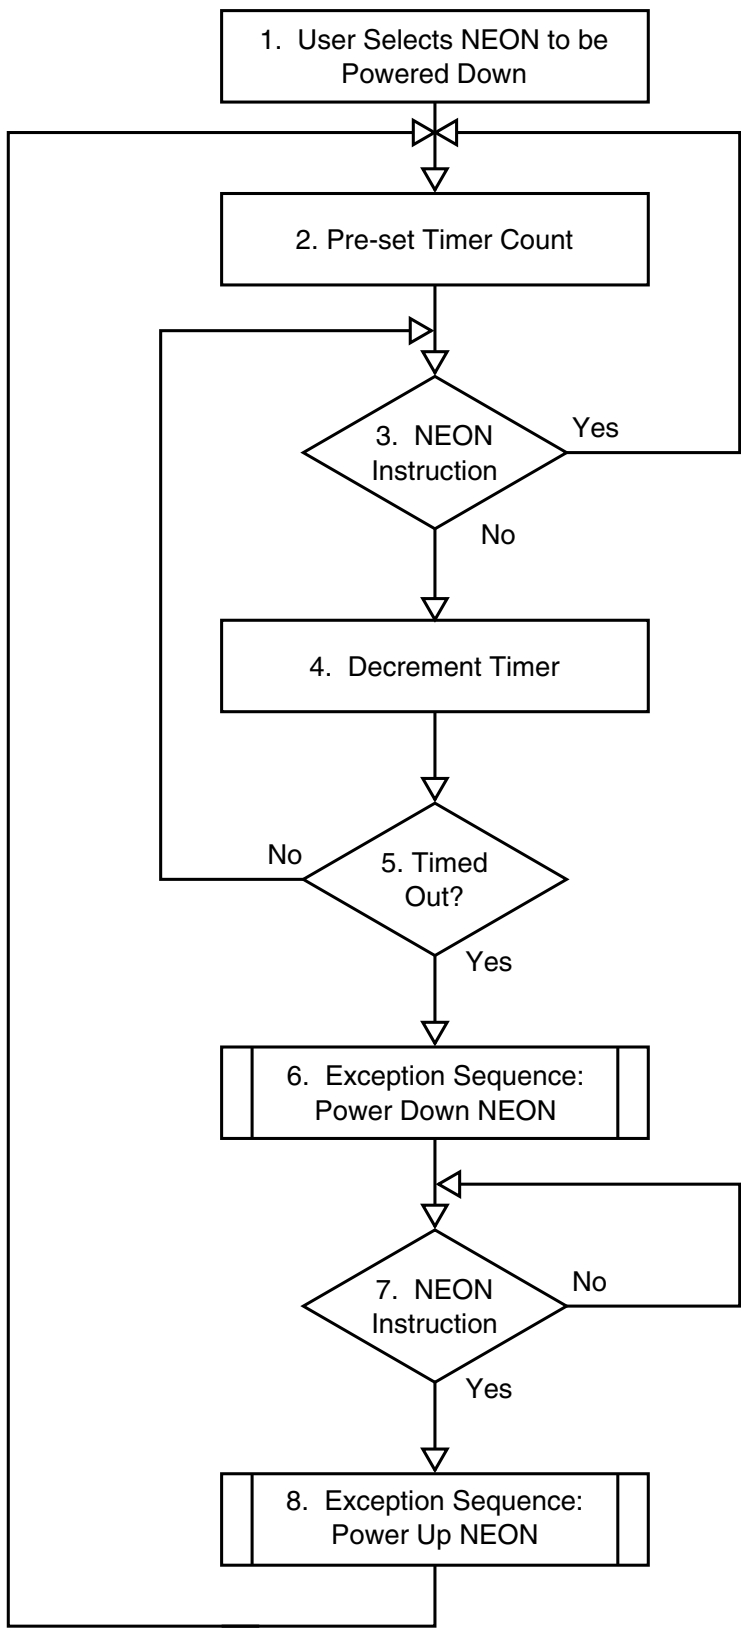 1. User Selects NEON to be
Powered Down
2. Pre-set Timer Count
3. NEON
Instruction
Yes
No
4. Decrement Timer
5. Timed
Out?
No
Yes
6. Exception Sequence:
Power Down NEON
7. NEON
Instruction
No
Yes
8. Exception Sequence:
Power Up NEON